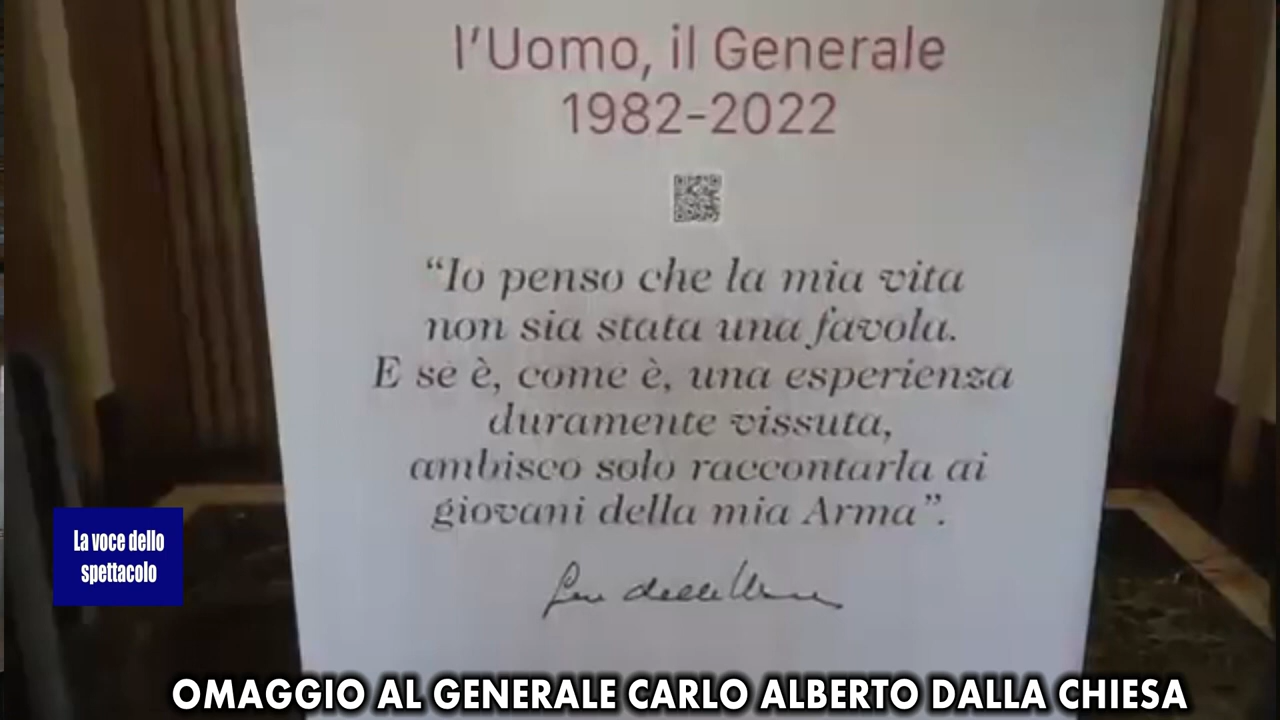 l'Uomo, il Generale
1982-2022
“Io penso che la mia vita
non sia stata una favola.
E se è, come è, una esperienza
duramente vissuta,
ambisco solo raccontarla ai
giovani della mia Arma”.
La voce dello
spettacolo
OMAGGIO AL GENERALE CARLO ALBERTO DALLA CHIESA